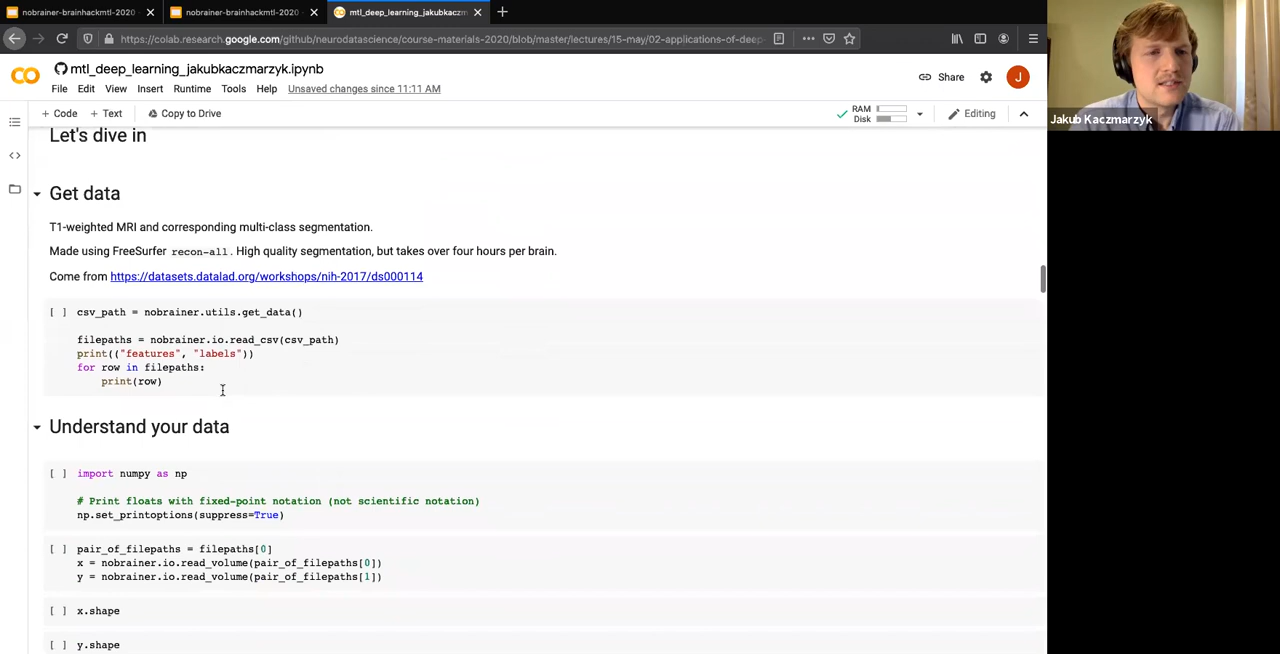 nobrainer-brainhackmtl-2020
nobrainer-brainhackmtl-2020
mtl_deep_learning_jakubkaczm
https://colab.research.google.com/github/neurodatascience/course-materials-2020/blob/master/lectures/15-may/02-applications-of-deep-
mtl_deep_learning_jakubkaczmarzyk.ipynb
Share
J
File Edit View Insert Runtime Tools Help Unsaved changes since 11:11 AM
+ Code + Text Copy to Drive
RAM
Disk
Editing
Jakub Kaczmarzyk
Let's dive in
Get data
T1-weighted MRI and corresponding multi-class segmentation.
Made using FreeSurfer recon-all. High quality segmentation, but takes over four hours per brain.
Come from https://datasets.datalad.org/workshops/nih-2017/ds000114
[ ] csv_path = nobrainer.utils.get_data()
filepaths = nobrainer.io.read_csv(csv_path)
print(("features", "labels"))
for row in filepaths:
print(row)
Understand your data
[ ] import numpy as np
# Print floats with fixed-point notation (not scientific notation)
np.set_printoptions(suppress=True)
[ ] pair_of_filepaths = filepaths[0]
x = nobrainer.io.read_volume(pair_of_filepaths[0])
y = nobrainer.io.read_volume(pair_of_filepaths[1])
[ ] x.shape
[ ] y.shape